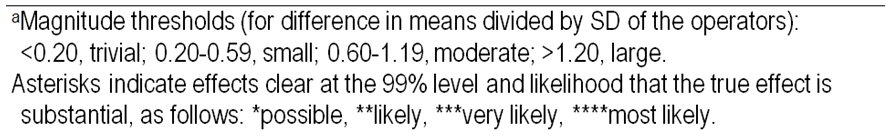 ᵃMagnitude thresholds (for difference in means divided by SD of the operators):
<0.20, trivial; 0.20-0.59, small; 0.60-1.19, moderate; >1.20, large.
Asterisks indicate effects clear at the 99% level and likelihood that the true effect is
substantial, as follows: *possible, **likely, ***very likely, ****most likely.